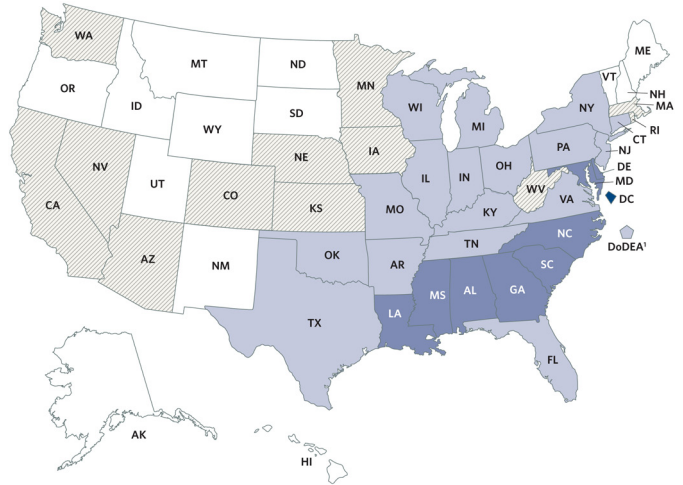 ME
WA
VT
MT
ND
MN
OR
NH
ID
WI
NY
MA
SD
MI
RI
WY
CT
PA
NJ
IA
NE
OH
DE
NV
IL
IN
MD
UT
WV
CO
VA
DC
CA
KS
MO
KY
NC
DoDEA¹
TN
OK
AZ
AR
SC
NM
MS
AL
GA
LA
TX
FL
AK
HI